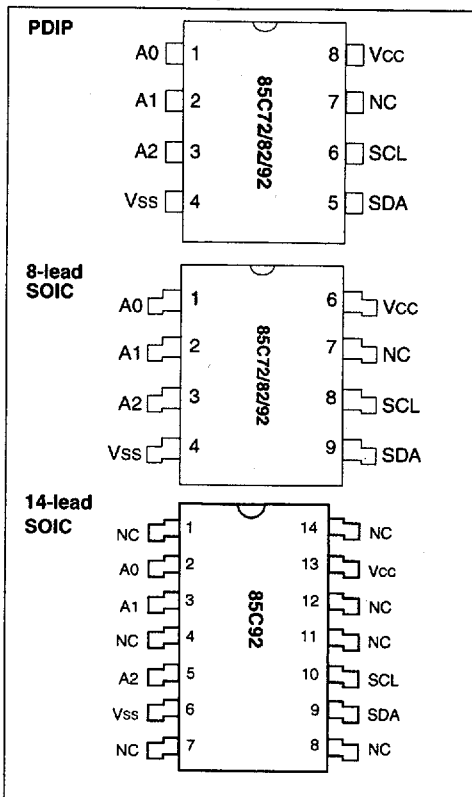 PDIP
A0 1 8 Vcc
A1 2 7 NC
A2 3 6 SCL
Vss 4 5 SDA
85C72/82/92
8-lead
SOIC
A0 1 6 Vcc
A1 2 7 NC
A2 3 8 SCL
Vss 4 9 SDA
85C72/82/92
14-lead
SOIC
NC 1 14 NC
A0 2 13 Vcc
A1 3 12 NC
NC 4 11 NC
A2 5 10 SCL
Vss 6 9 SDA
NC 7 8 NC
85C92